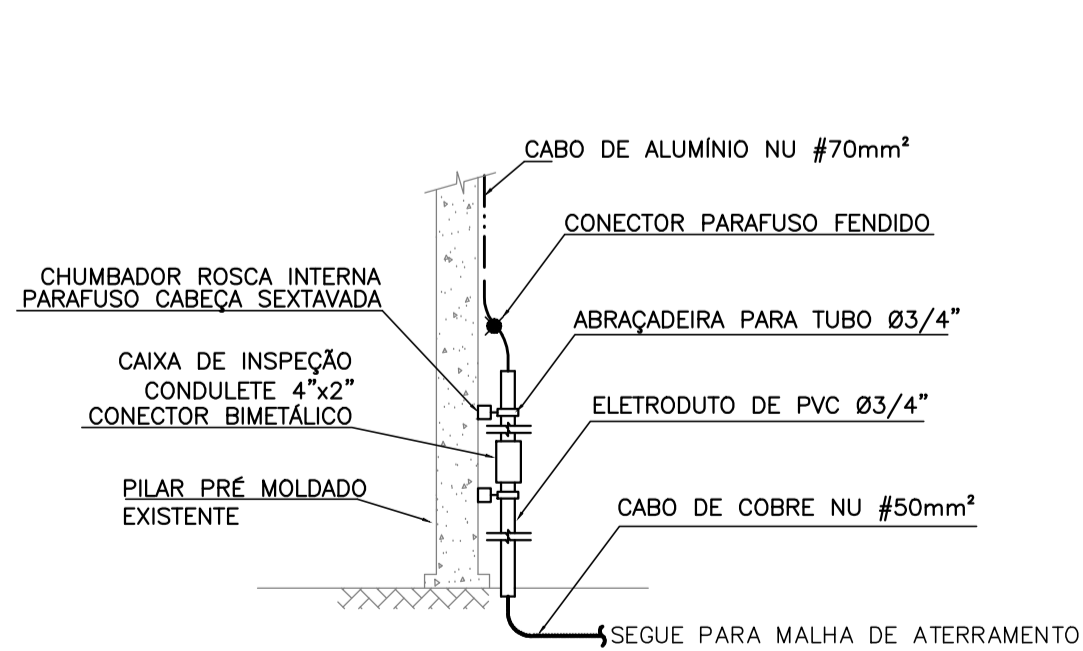 CABO DE ALUMÍNIO NU #70mm²
CONECTOR PARAFUSO FENDIDO
CHUMBADOR ROSCA INTERNA
PARAFUSO CABEÇA SEXTAVADA
ABRAÇADEIRA PARA TUBO Ø3/4”
CAIXA DE INSPEÇÃO
CONDULETE 4”x2”
CONECTOR BIMETÁLICO
ELETRODUTO DE PVC Ø3/4”
PILAR PRÉ MOLDADO
EXISTENTE
CABO DE COBRE NU #50mm²
SEGUE PARA MALHA DE ATERRAMENTO